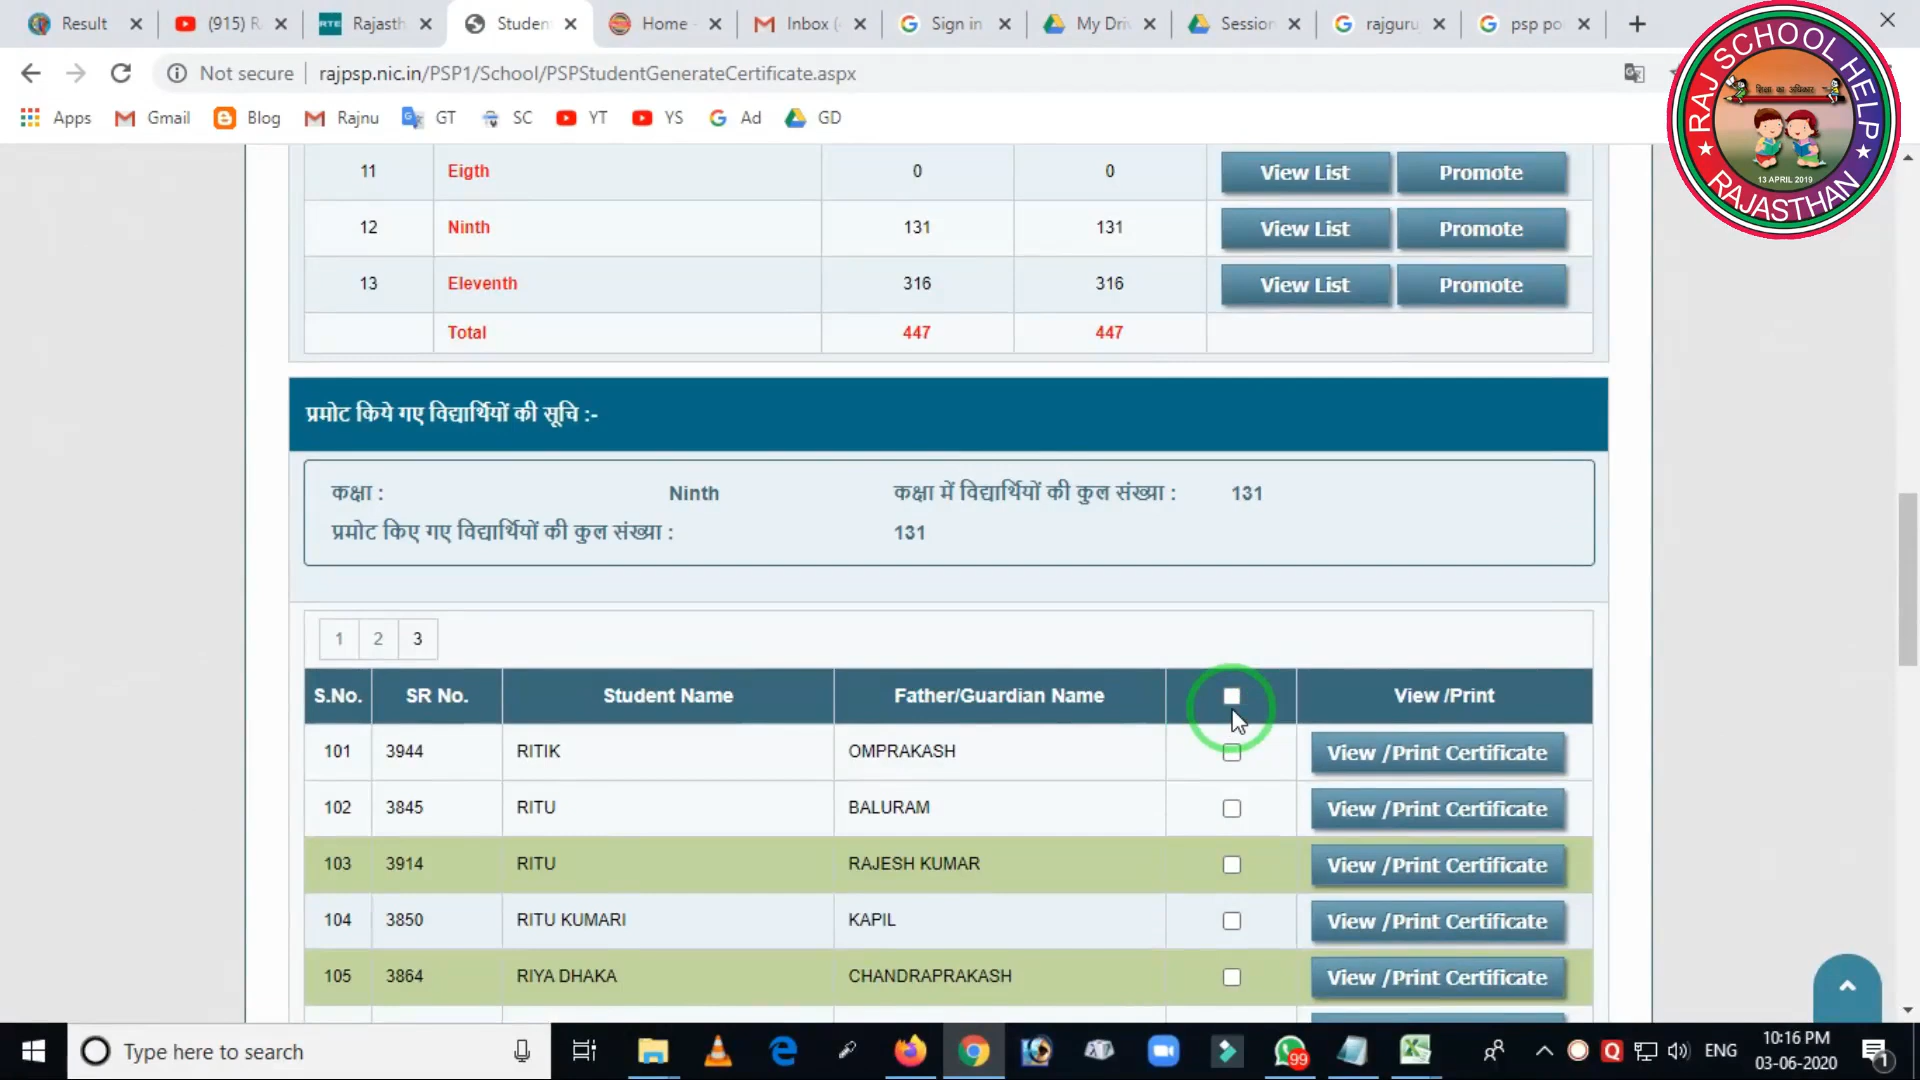 Result (915) R Rajasth Studen Home - Inbox ( Sign in My Dri Session rajguru psp po
Not secure rajpsp.nic.in/PSP1/School/PSPStudentGenerateCertificate.aspx
Apps Gmail Blog Rajnu GT SC YT YS Ad GD
RAJ SCHOOL HELP
शिक्षा का अधिकार
13 APRIL 2019
RAJASTHAN
11 Eigth 0 0 View List Promote
12 Ninth 131 131 View List Promote
13 Eleventh 316 316 View List Promote
Total 447 447
प्रमोट किये गए विद्यार्थियों की सूचि :-
कक्षा : Ninth कक्षा में विद्यार्थियों की कुल संख्या : 131
प्रमोट किए गए विद्यार्थियों की कुल संख्या : 131
1 2 3
S.No. SR No. Student Name Father/Guardian Name View /Print
101 3944 RITIK OMPRAKASH View /Print Certificate
102 3845 RITU BALURAM View /Print Certificate
103 3914 RITU RAJESH KUMAR View /Print Certificate
104 3850 RITU KUMARI KAPIL View /Print Certificate
105 3864 RIYA DHAKA CHANDRAPRAKASH View /Print Certificate
Type here to search 99 ENG 10:16 PM
03-06-2020 1